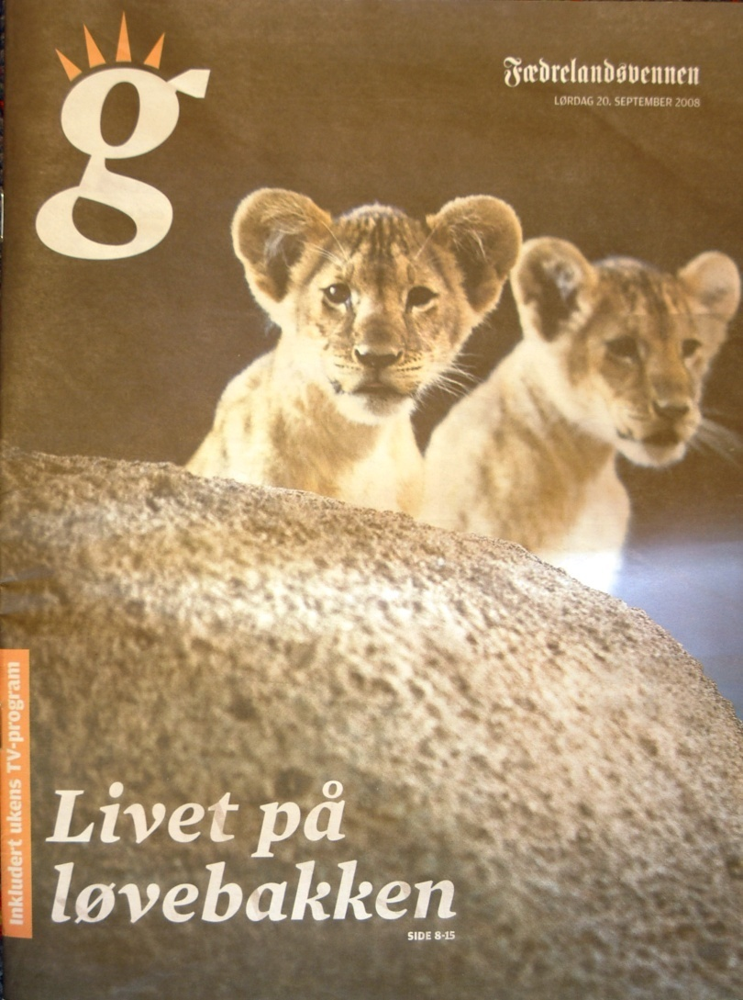 g
Fædrelandsvennen
LØRDAG 20. SEPTEMBER 2008
Inkludert ukens TV-program
Livet på
løvebakken
SIDE 8-15